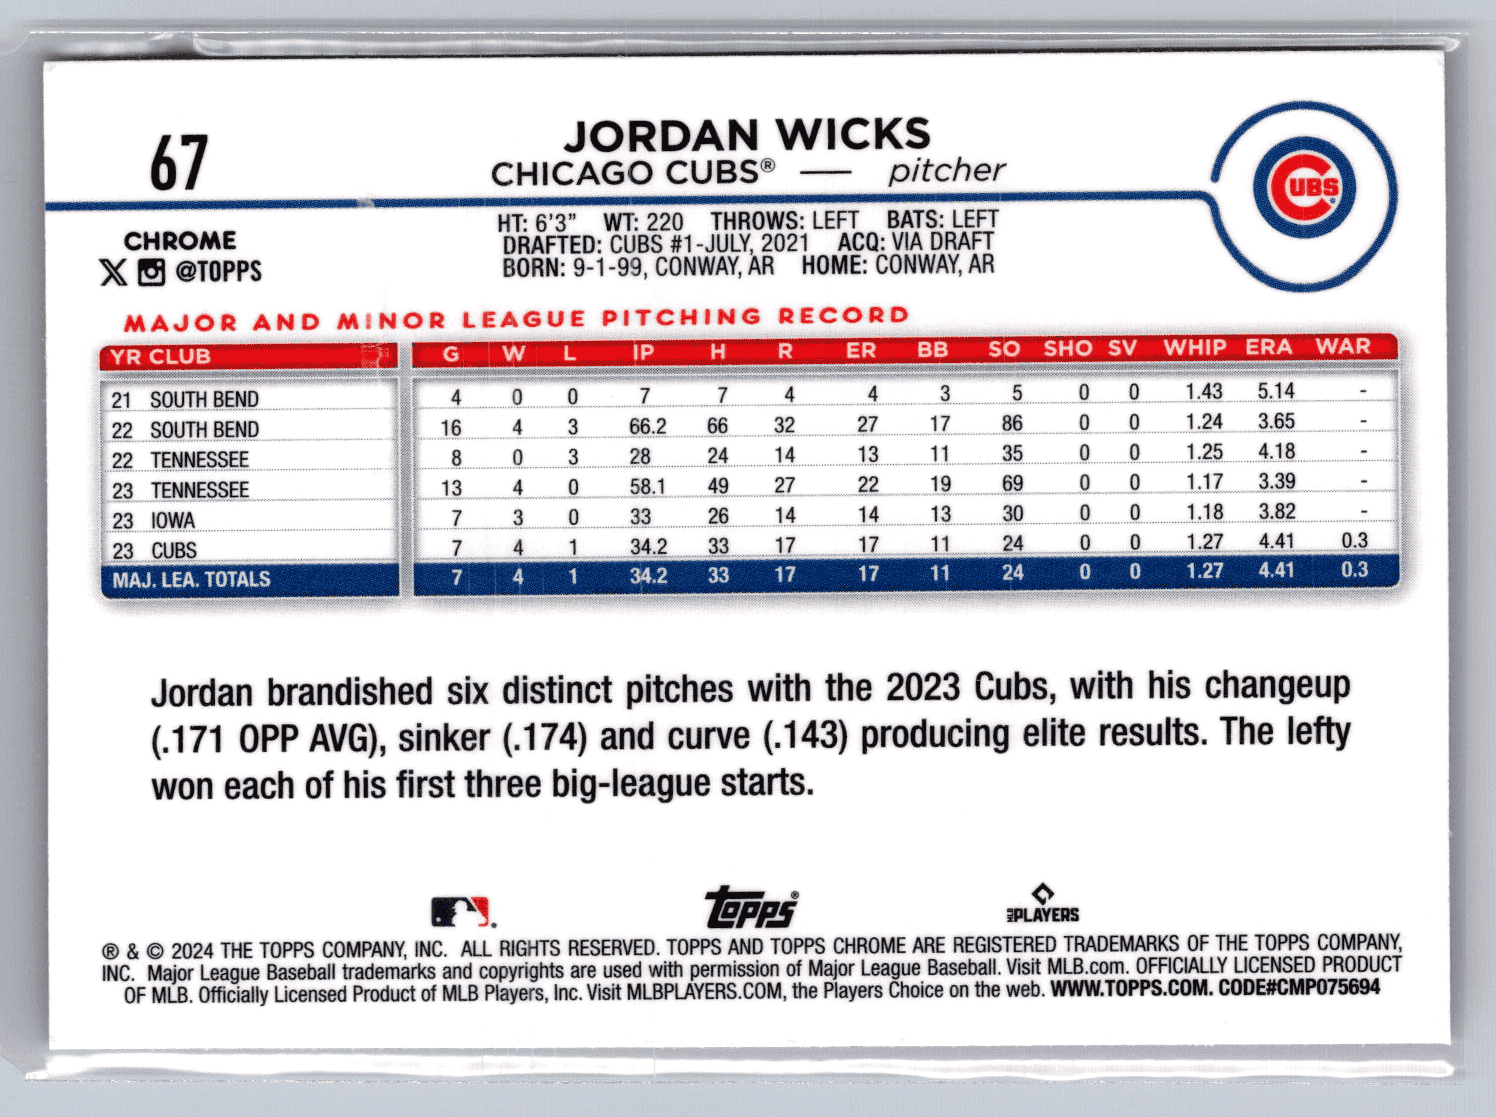 67
JORDAN WICKS
CHICAGO CUBS® — pitcher
CUBS
CHROME
@TOPPS
HT: 6'3" WT: 220 THROWS: LEFT BATS: LEFT
DRAFTED: CUBS #1-JULY, 2021 ACQ: VIA DRAFT
BORN: 9-1-99, CONWAY, AR HOME: CONWAY, AR
MAJOR AND MINOR LEAGUE PITCHING RECORD
YR CLUB G W L IP H R ER BB SO SHO SV WHIP ERA WAR
21 SOUTH BEND 4 0 0 7 7 4 4 3 5 0 0 1.43 5.14 -
22 SOUTH BEND 16 4 3 66.2 66 32 27 17 86 0 0 1.24 3.65 -
22 TENNESSEE 8 0 3 28 24 14 13 11 35 0 0 1.25 4.18 -
23 TENNESSEE 13 4 0 58.1 49 27 22 19 69 0 0 1.17 3.39 -
23 IOWA 7 3 0 33 26 14 14 13 30 0 0 1.18 3.82 -
23 CUBS 7 4 1 34.2 33 17 17 11 24 0 0 1.27 4.41 0.3
MAJ. LEA. TOTALS 7 4 1 34.2 33 17 17 11 24 0 0 1.27 4.41 0.3
Jordan brandished six distinct pitches with the 2023 Cubs, with his changeup
(.171 OPP AVG), sinker (.174) and curve (.143) producing elite results. The lefty
won each of his first three big-league starts.
topps® MLB PLAYERS
® & © 2024 THE TOPPS COMPANY, INC. ALL RIGHTS RESERVED. TOPPS AND TOPPS CHROME ARE REGISTERED TRADEMARKS OF THE TOPPS COMPANY,
INC. Major League Baseball trademarks and copyrights are used with permission of Major League Baseball. Visit MLB.com. OFFICIALLY LICENSED PRODUCT
OF MLB. Officially Licensed Product of MLB Players, Inc. Visit MLBPLAYERS.COM, the Players Choice on the web. WWW.TOPPS.COM. CODE#CMP075694